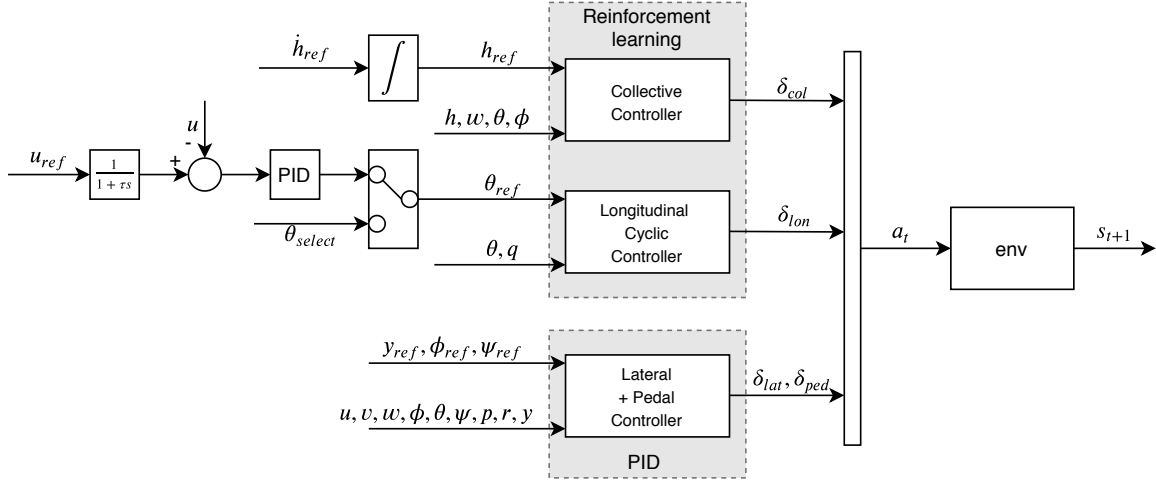 Reinforcement
learning
ḣ_ref
∫
h_ref
Collective
Controller
h, w, θ, ϕ
δ_col
u
-
u_ref
1
1 + τs
+
PID
θ_select
θ_ref
θ, q
Longitudinal
Cyclic
Controller
δ_lon
a_t
env
s_{t+1}
y_ref, ϕ_ref, ψ_ref
u, v, w, ϕ, θ, ψ, p, r, y
Lateral
+ Pedal
Controller
δ_lat, δ_ped
PID